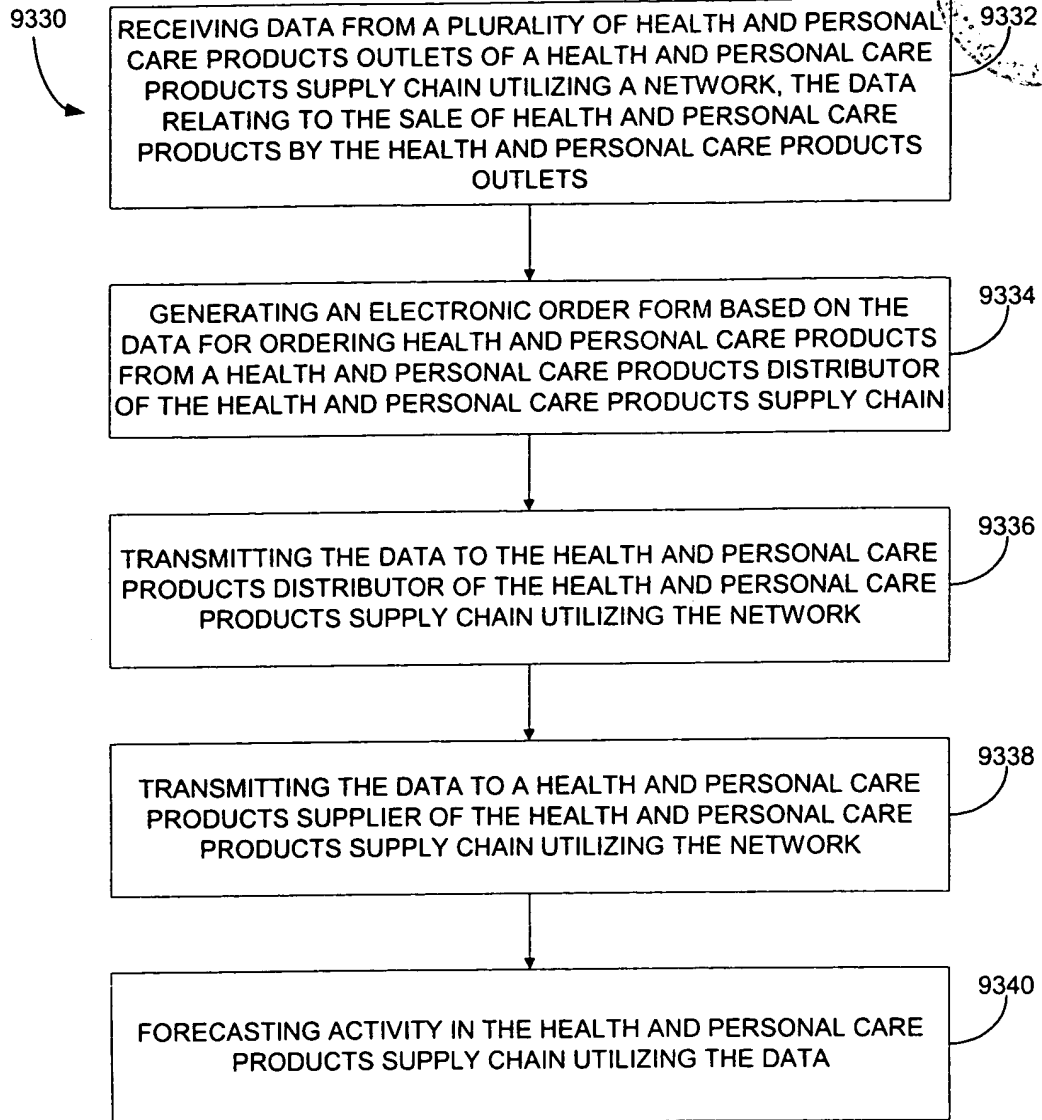 9330
RECEIVING DATA FROM A PLURALITY OF HEALTH AND PERSONAL
CARE PRODUCTS OUTLETS OF A HEALTH AND PERSONAL CARE
PRODUCTS SUPPLY CHAIN UTILIZING A NETWORK, THE DATA
RELATING TO THE SALE OF HEALTH AND PERSONAL CARE
PRODUCTS BY THE HEALTH AND PERSONAL CARE PRODUCTS
OUTLETS
9332
GENERATING AN ELECTRONIC ORDER FORM BASED ON THE
DATA FOR ORDERING HEALTH AND PERSONAL CARE PRODUCTS
FROM A HEALTH AND PERSONAL CARE PRODUCTS DISTRIBUTOR
OF THE HEALTH AND PERSONAL CARE PRODUCTS SUPPLY CHAIN
9334
TRANSMITTING THE DATA TO THE HEALTH AND PERSONAL CARE
PRODUCTS DISTRIBUTOR OF THE HEALTH AND PERSONAL CARE
PRODUCTS SUPPLY CHAIN UTILIZING THE NETWORK
9336
TRANSMITTING THE DATA TO A HEALTH AND PERSONAL CARE
PRODUCTS SUPPLIER OF THE HEALTH AND PERSONAL CARE
PRODUCTS SUPPLY CHAIN UTILIZING THE NETWORK
9338
FORECASTING ACTIVITY IN THE HEALTH AND PERSONAL CARE
PRODUCTS SUPPLY CHAIN UTILIZING THE DATA
9340